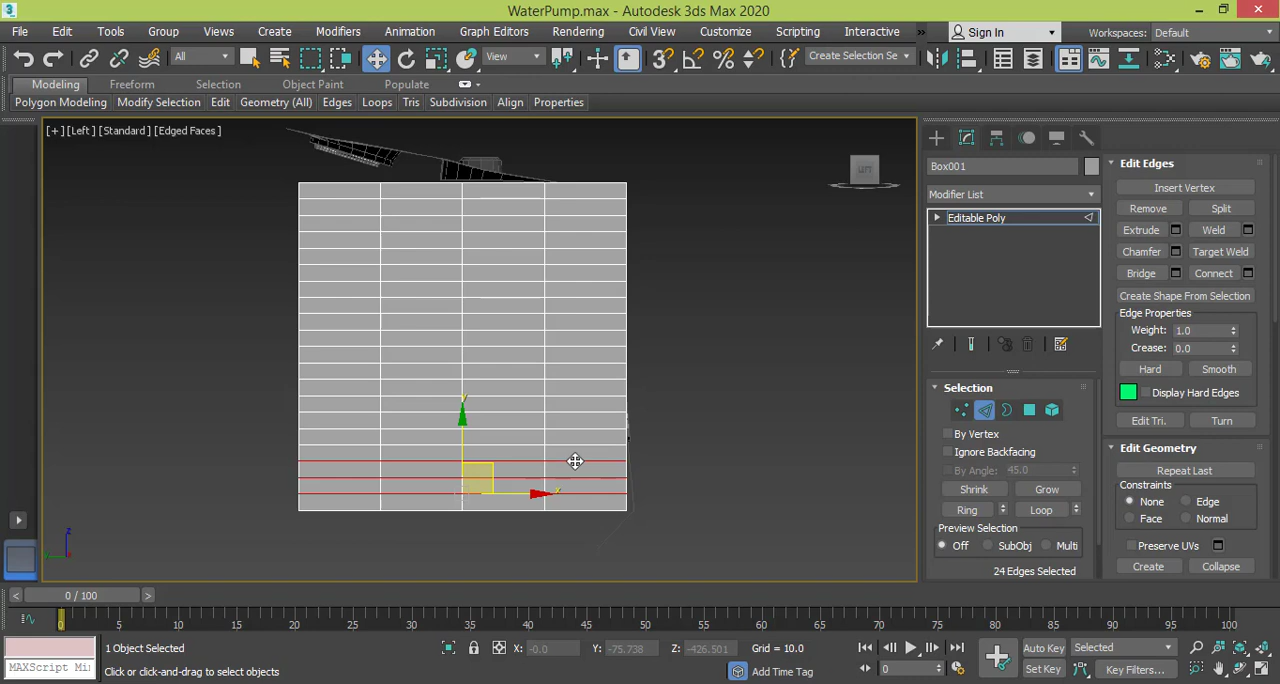 WaterPump.max - Autodesk 3ds Max 2020
File Edit Tools Group Views Create Modifiers Animation Graph Editors Rendering Civil View Customize Scripting Interactive Sign In Workspaces: Default
All View Create Selection Se
Modeling Freeform Selection Object Paint Populate
Polygon Modeling Modify Selection Edit Geometry (All) Edges Loops Tris Subdivision Align Properties
[+] [Left] [Standard] [Edged Faces]
Box001
Modifier List
Editable Poly
Selection
By Vertex
Ignore Backfacing
By Angle: 45.0
Shrink Grow
Ring Loop
Preview Selection
Off SubObj Multi
24 Edges Selected
Edit Edges
Insert Vertex
Remove Split
Extrude Weld
Chamfer Target Weld
Bridge Connect
Create Shape From Selection
Edge Properties
Weight: 1.0
Crease: 0.0
Hard Smooth
Display Hard Edges
Edit Tri. Turn
Edit Geometry
Repeat Last
Constraints
None Edge
Face Normal
Preserve UVs
Create Collapse
0 / 100
0 5 10 15 20 25 30 35 40 45 50 55 60 65 70 75 80 85 90 95 100
1 Object Selected X: -0.0 Y: -75.738 Z: -426.501 Grid = 10.0 Auto Key Selected
MAXScript Mi Click or click-and-drag to select objects Add Time Tag 0 Set Key Key Filters...